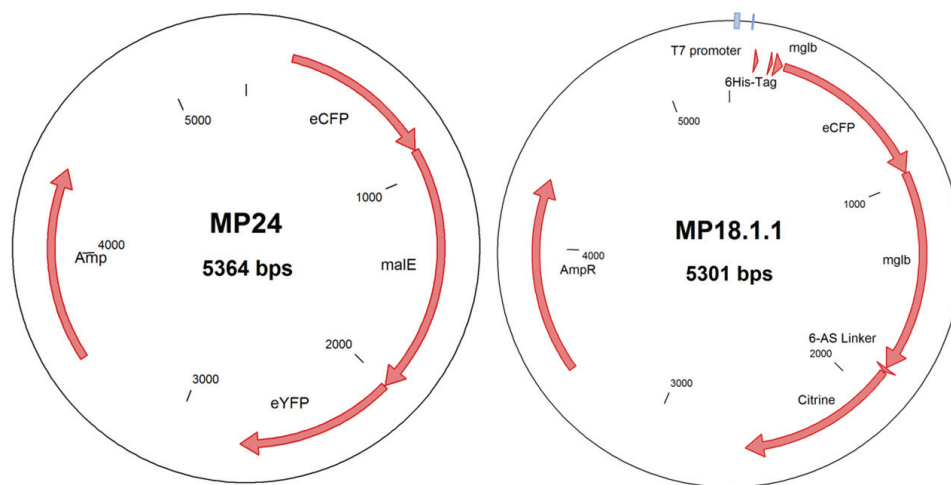 eCFP
5000
1000
MP24
5364 bps
4000
Amp
malE
2000
3000
eYFP
T7 promoter
mglb
6His-Tag
5000
eCFP
1000
MP18.1.1
5301 bps
4000
AmpR
mglb
6-AS Linker
2000
3000
Citrine